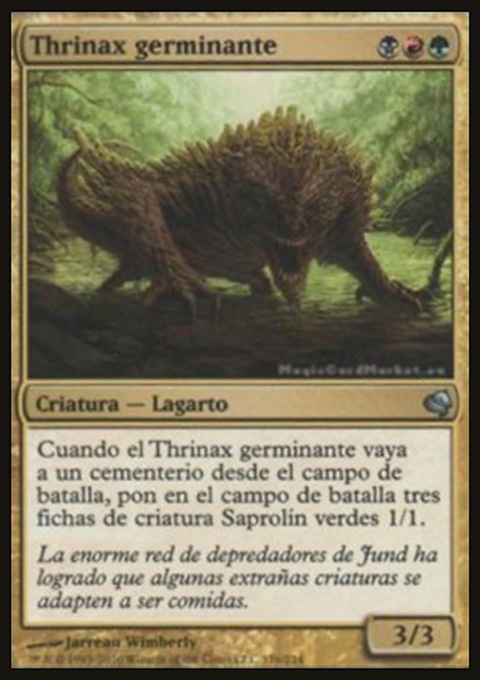 Thrinax germinante
MagicCardMarket.eu
Criatura — Lagarto
Cuando el Thrinax germinante vaya
a un cementerio desde el campo de
batalla, pon en el campo de batalla tres
fichas de criatura Saprolín verdes 1/1.
La enorme red de depredadores de Jund ha
logrado que algunas extrañas criaturas se
adapten a ser comidas.
Jarreau Wimberly
3/3